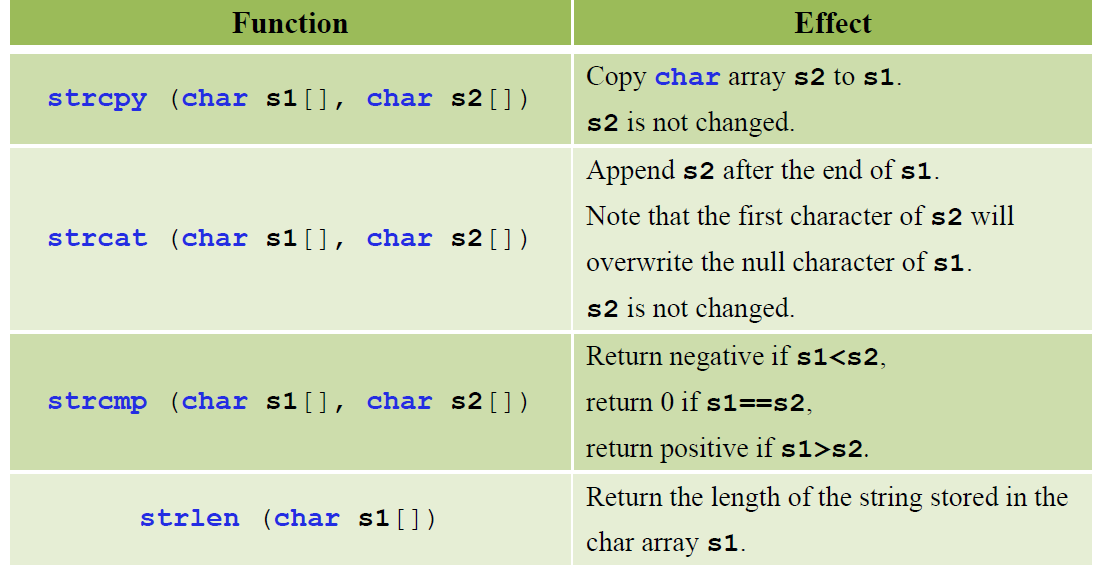 Function Effect
strcpy (char s1[], char s2[])
Copy char array s2 to s1.
s2 is not changed.
strcat (char s1[], char s2[])
Append s2 after the end of s1.
Note that the first character of s2 will
overwrite the null character of s1.
s2 is not changed.
strcmp (char s1[], char s2[])
Return negative if s1<s2,
return 0 if s1==s2,
return positive if s1>s2.
strlen (char s1[])
Return the length of the string stored in the
char array s1.